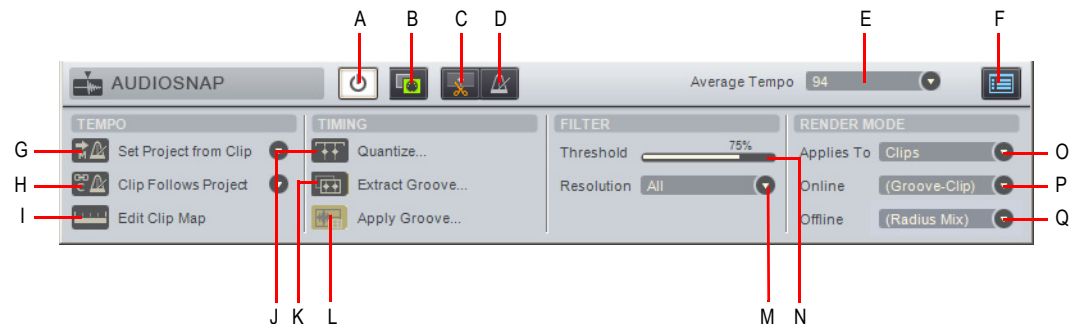 A B C D E F
AUDIOSNAP
Average Tempo 94
TEMPO
TIMING
FILTER
RENDER MODE
G Set Project from Clip
Quantize...
Threshold 75%
Applies To Clips O
H Clip Follows Project
Extract Groove...
Resolution All
Online (Groove-Clip) P
I Edit Clip Map
Apply Groove...
Offline (Radius Mix) Q
J K L M N